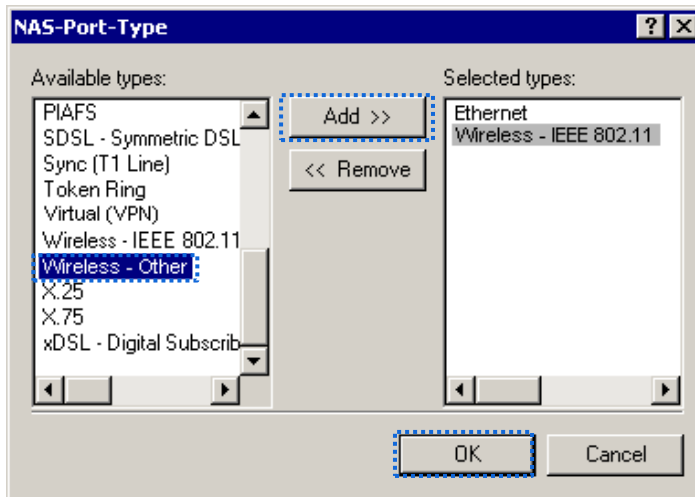 NAS-Port-Type
Available types:
PIAFS
SDSL - Symmetric DSL
Sync (T1 Line)
Token Ring
Virtual (VPN)
Wireless - IEEE 802.11
Wireless - Other
X.25
X.75
xDSL - Digital Subscrib
Add >>
<< Remove
Selected types:
Ethernet
Wireless - IEEE 802.11
OK
Cancel